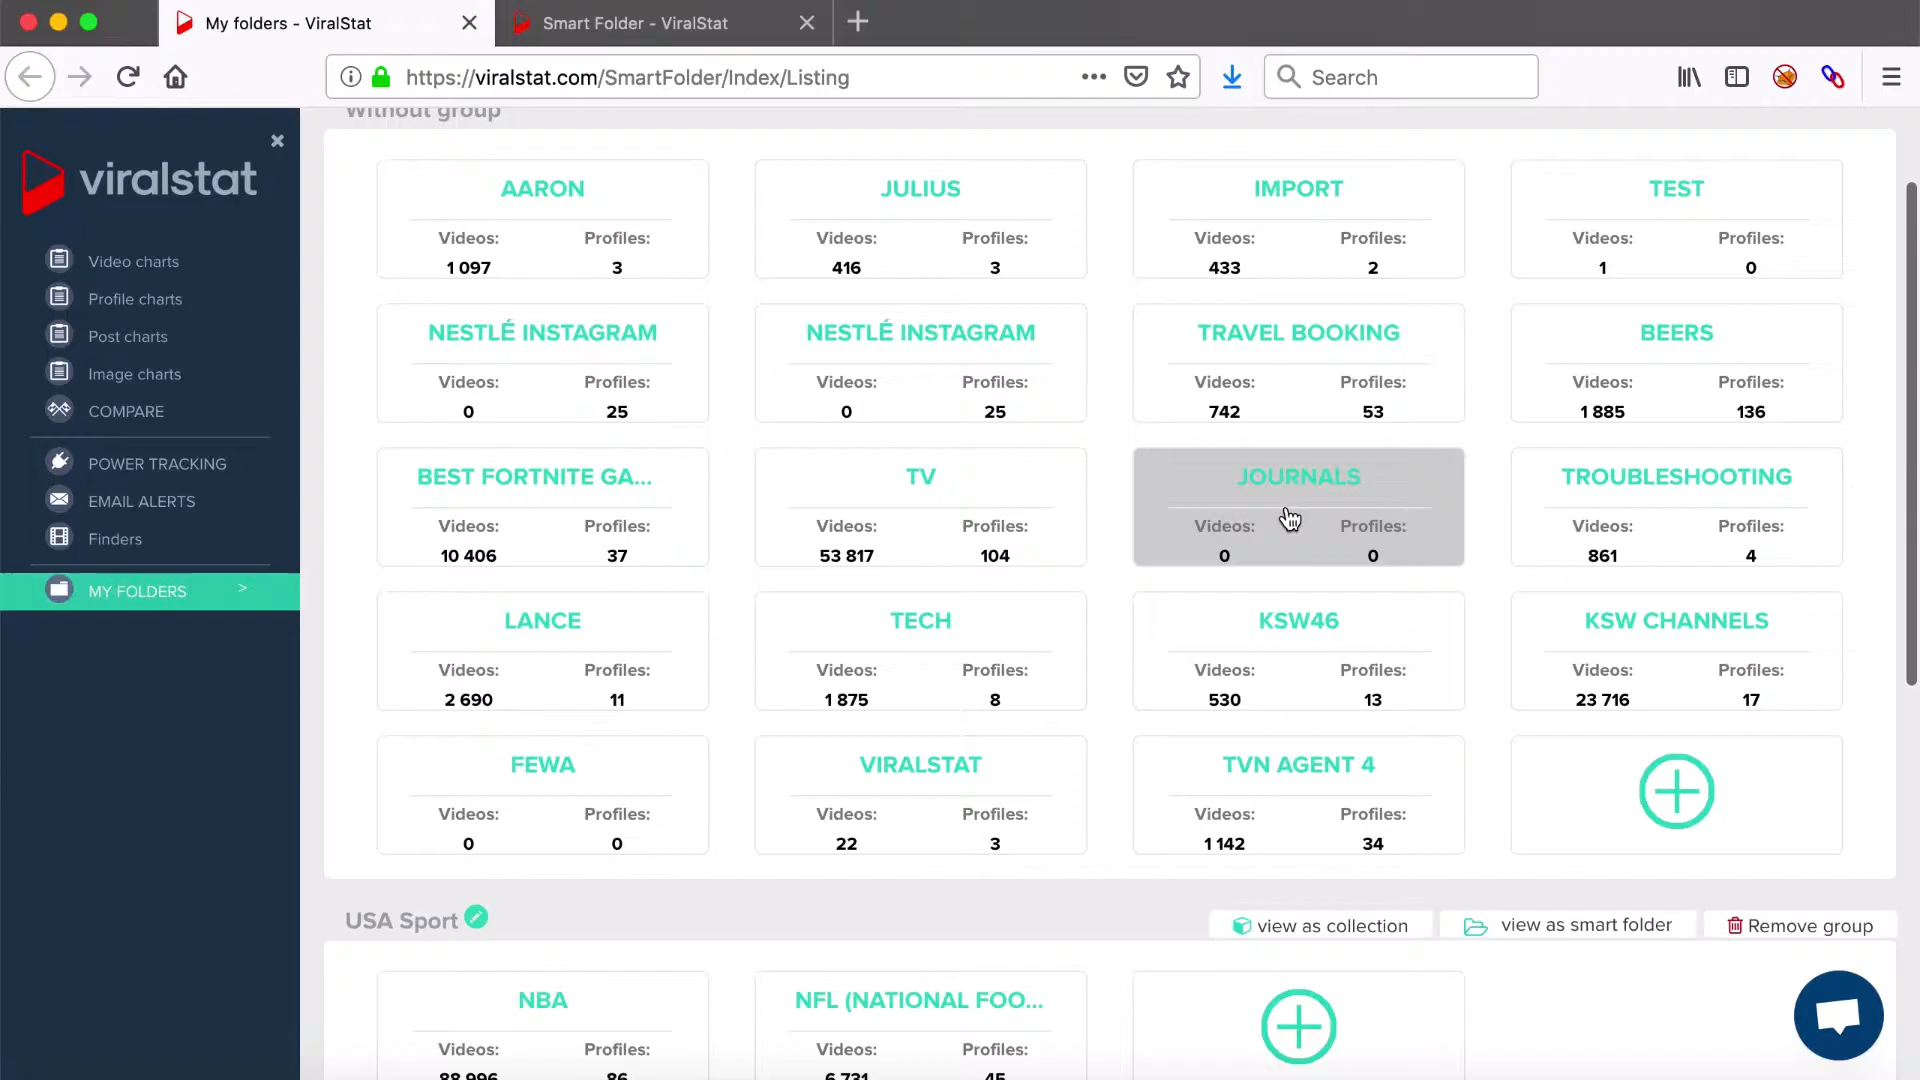 My folders - ViralStat
Smart Folder - ViralStat
https://viralstat.com/SmartFolder/Index/Listing
Search
viralstat
Video charts
Profile charts
Post charts
Image charts
COMPARE
POWER TRACKING
EMAIL ALERTS
Finders
MY FOLDERS >
Without group
AARON JULIUS IMPORT TEST
Videos: Profiles: Videos: Profiles: Videos: Profiles: Videos: Profiles:
1 097 3 416 3 433 2 1 0
NESTLÉ INSTAGRAM NESTLÉ INSTAGRAM TRAVEL BOOKING BEERS
Videos: Profiles: Videos: Profiles: Videos: Profiles: Videos: Profiles:
0 25 0 25 742 53 1 885 136
BEST FORTNITE GA... TV JOURNALS TROUBLESHOOTING
Videos: Profiles: Videos: Profiles: Videos: Profiles: Videos: Profiles:
10 406 37 53 817 104 0 0 861 4
LANCE TECH KSW46 KSW CHANNELS
Videos: Profiles: Videos: Profiles: Videos: Profiles: Videos: Profiles:
2 690 11 1 875 8 530 13 23 716 17
FEWA VIRALSTAT TVN AGENT 4
Videos: Profiles: Videos: Profiles: Videos: Profiles:
0 0 22 3 1 142 34
USA Sport view as collection view as smart folder Remove group
NBA NFL (NATIONAL FOO...
Videos: Profiles: Videos: Profiles:
88 996 86 6 731 45